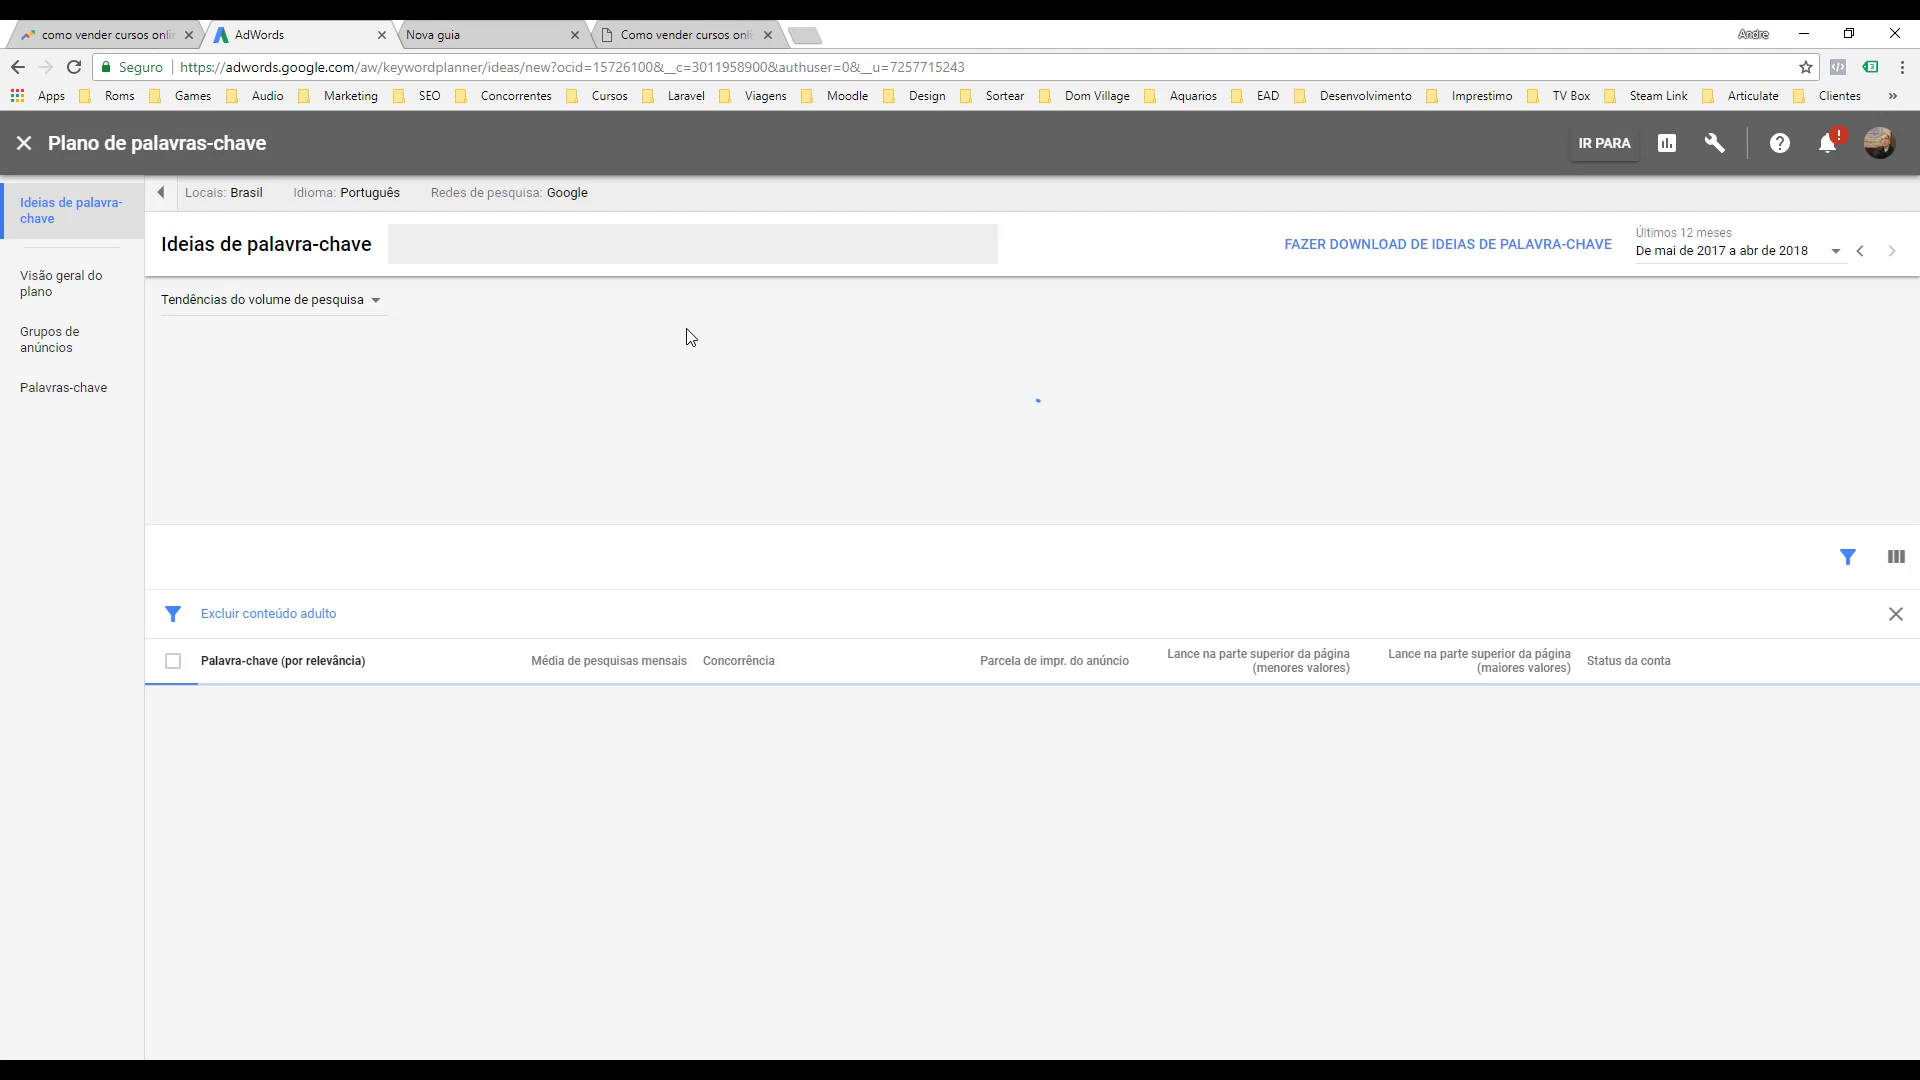 como vender cursos onli
AdWords
Nova guia
Como vender cursos onli
Andre
Seguro
https://adwords.google.com/aw/keywordplanner/ideas/new?ocid=15726100&__c=3011958900&authuser=0&__u=7257715243
Apps Roms Games Audio Marketing SEO Concorrentes Cursos Laravel Viagens Moodle Design Sortear Dom Village Aquarios EAD Desenvolvimento Imprestimo TV Box Steam Link Articulate Clientes »
Plano de palavras-chave
IR PARA
!
Ideias de palavra-
chave
Visão geral do
plano
Grupos de
anúncios
Palavras-chave
Locais: Brasil Idioma: Português Redes de pesquisa: Google
Ideias de palavra-chave
FAZER DOWNLOAD DE IDEIAS DE PALAVRA-CHAVE
Últimos 12 meses
De mai de 2017 a abr de 2018
Tendências do volume de pesquisa
Excluir conteúdo adulto
Palavra-chave (por relevância)
Média de pesquisas mensais
Concorrência
Parcela de impr. do anúncio
Lance na parte superior da página
(menores valores)
Lance na parte superior da página
(maiores valores)
Status da conta